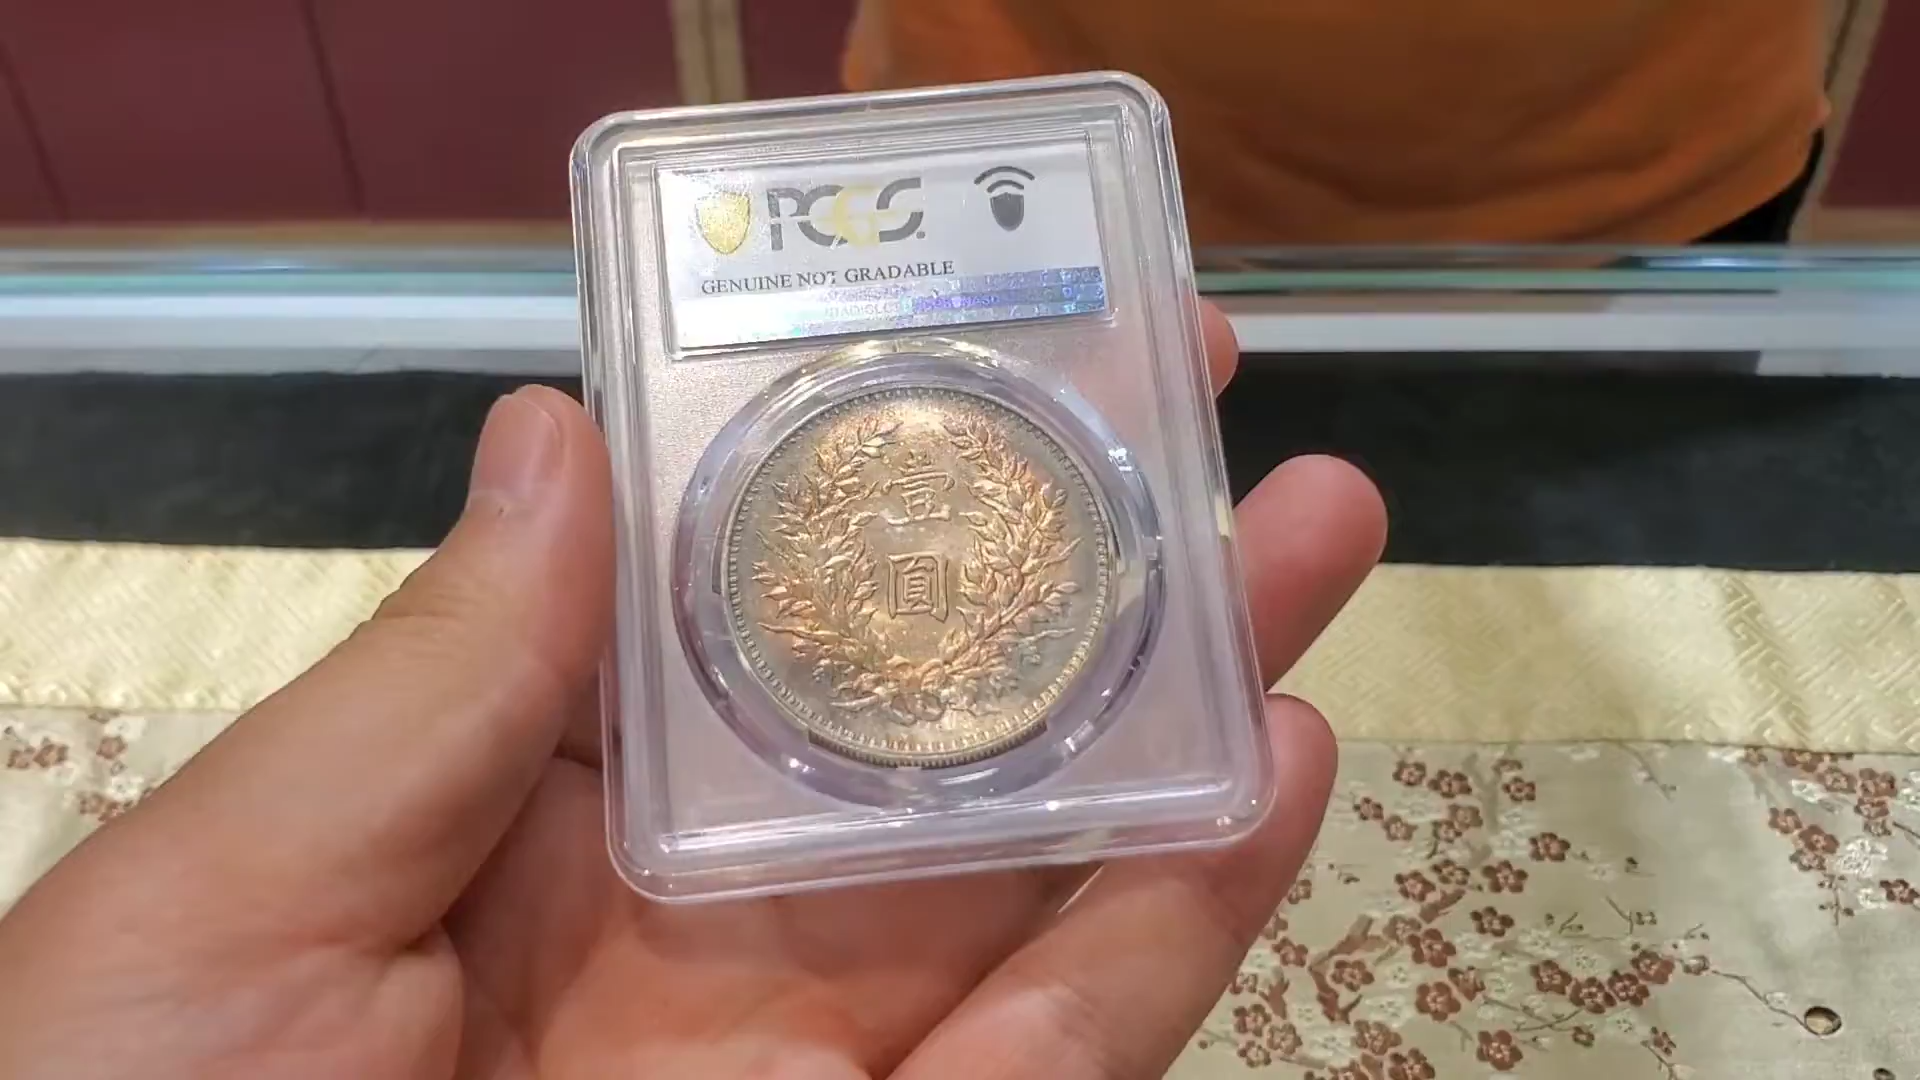 PCGS
GENUINE NOT GRADABLE
壹
圓